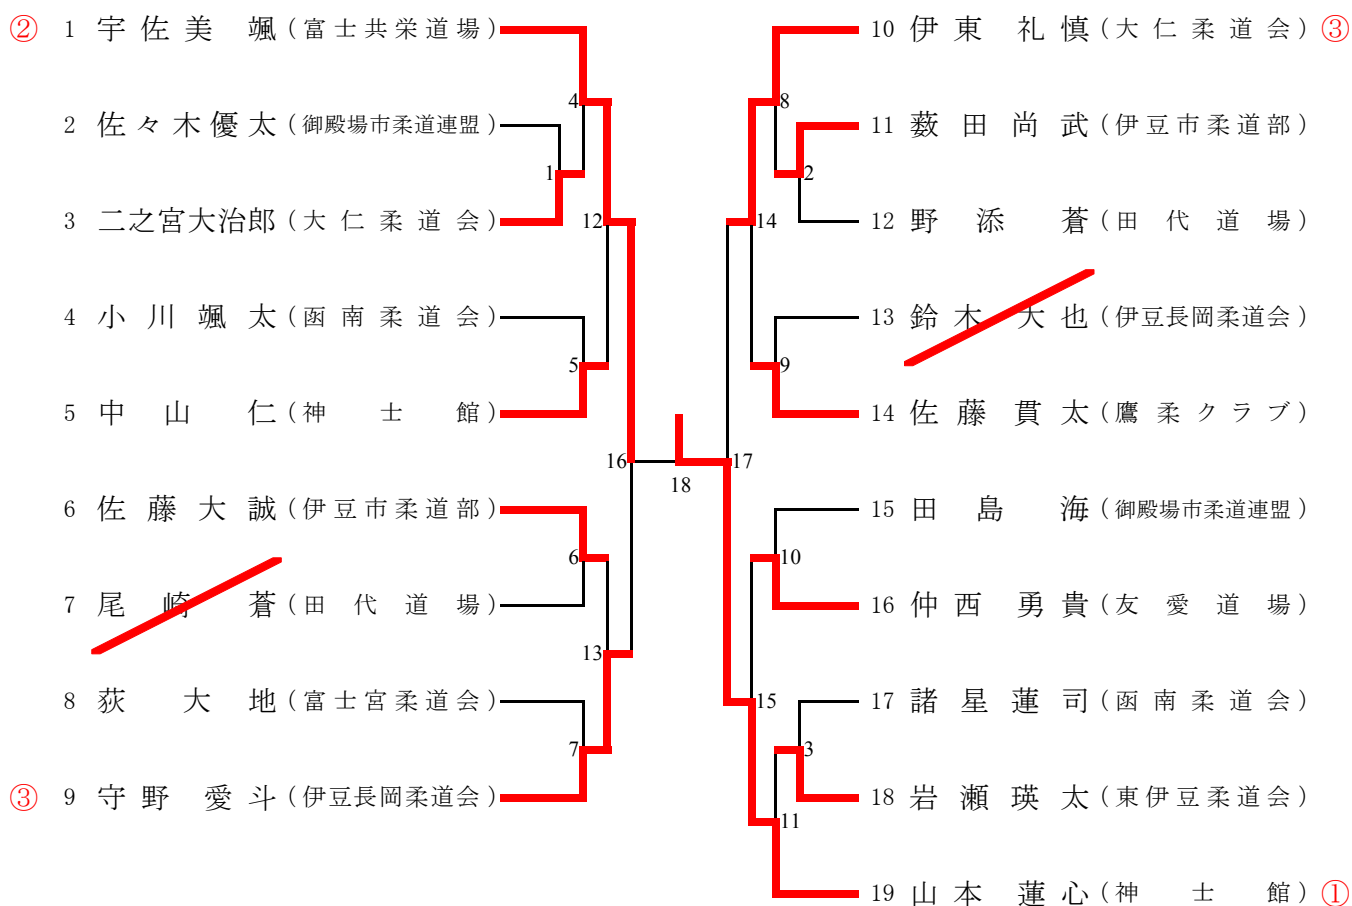 ② 1 宇佐美 颯 (富士共栄道場)
2 佐々木優太 (御殿場市柔道連盟)
3 二之宮大治郎 (大仁柔道会)
4 小川颯太 (函南柔道会)
5 中山仁 (神士館)
6 佐藤大誠 (伊豆市柔道部)
7 尾崎 蒼 (田代道場)
8 荻 大地 (富士宮柔道会)
③ 9 守野 愛斗 (伊豆長岡柔道会)
4
1
12
5
16
6
13
7
18
10 伊東 礼慎 (大仁柔道会) ③
11 薮田尚武 (伊豆市柔道部)
12 野添 蒼 (田代道場)
13 鈴木 大也 (伊豆長岡柔道会)
14 佐藤貫太 (鷹柔クラブ)
15 田島 海 (御殿場市柔道連盟)
16 仲西勇貴 (友愛道場)
17 諸星蓮司 (函南柔道会)
18 岩瀬瑛太 (東伊豆柔道会)
19 山本 蓮心 (神士館) ①
8
2
14
9
17
10
15
3
11